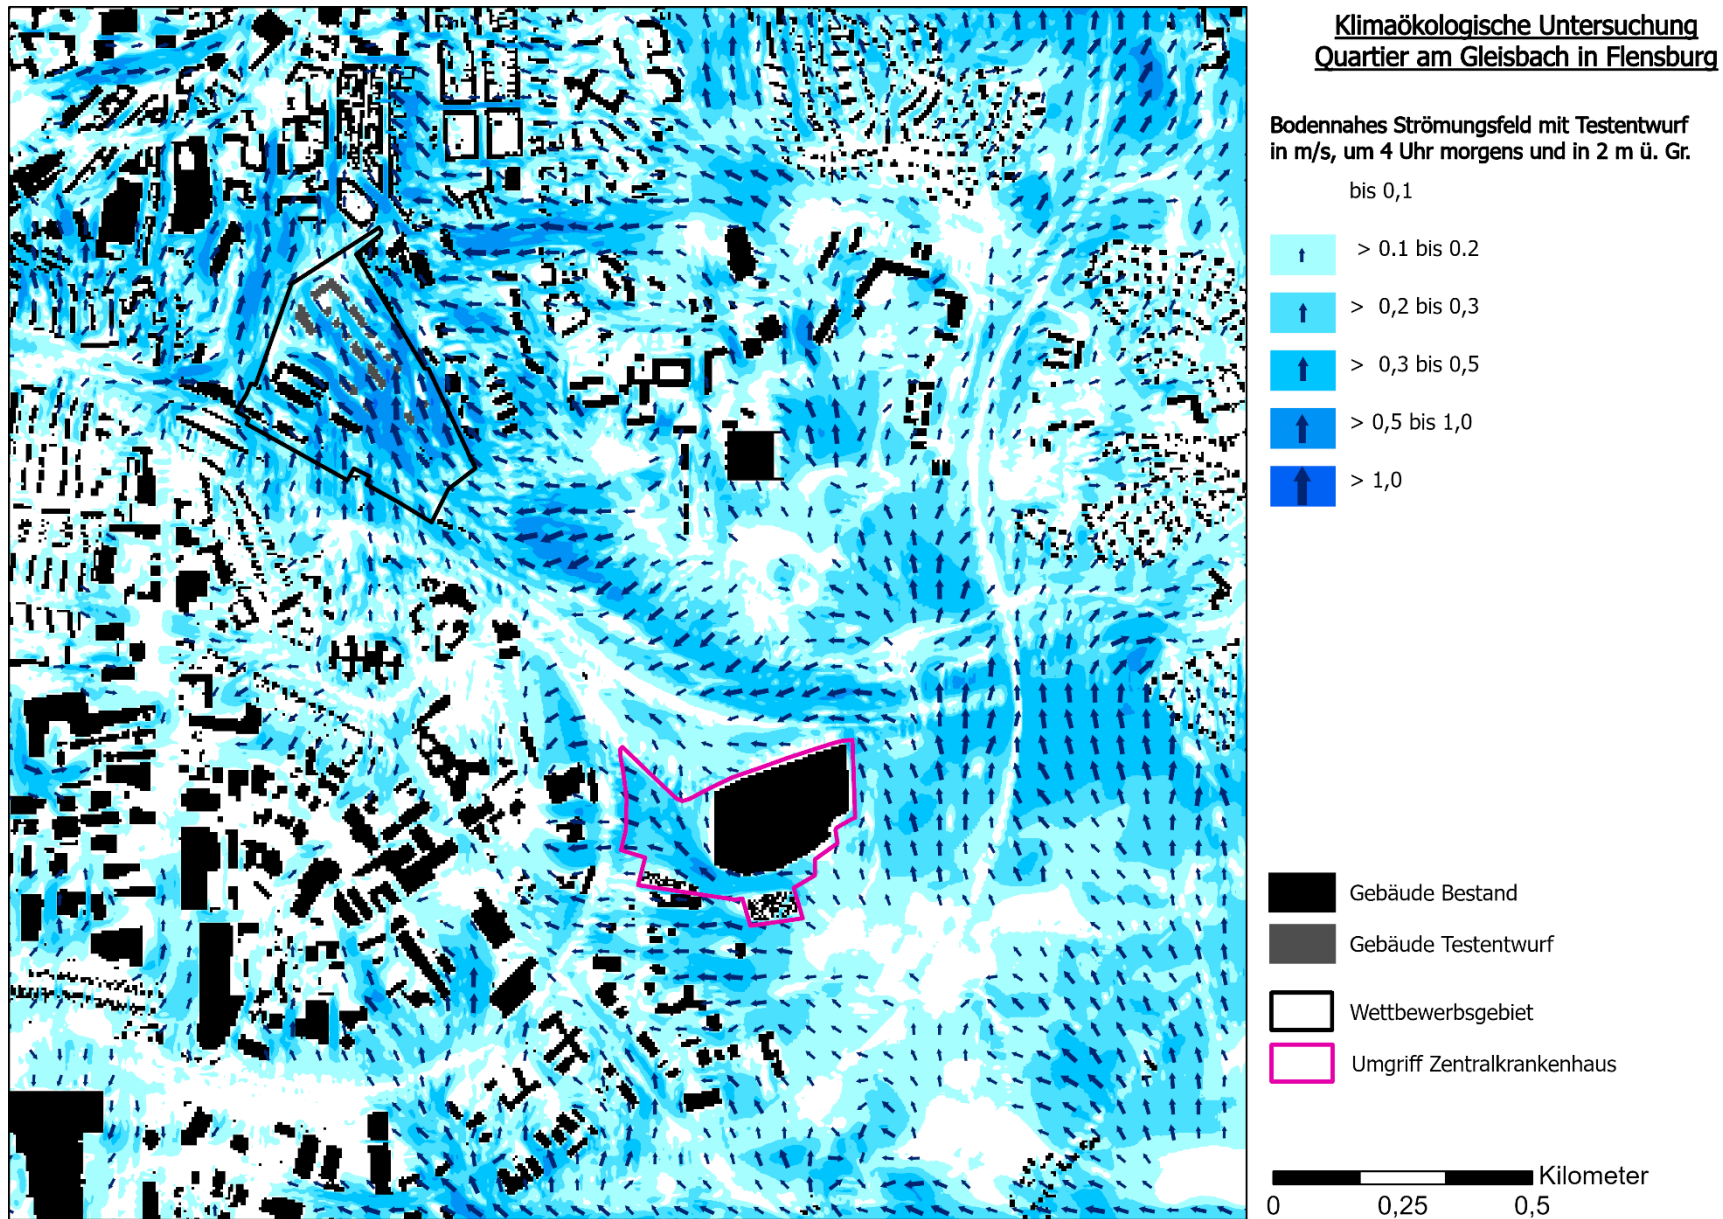 Klimaökologische Untersuchung
Quartier am Gleisbach in Flensburg
Bodennahes Strömungsfeld mit Testentwurf
in m/s, um 4 Uhr morgens und in 2 m ü. Gr.
bis 0,1
> 0.1 bis 0.2
> 0,2 bis 0,3
> 0,3 bis 0,5
> 0,5 bis 1,0
> 1,0
Gebäude Bestand
Gebäude Testentwurf
Wettbewerbsgebiet
Umgriff Zentralkrankenhaus
Kilometer
0 0,25 0,5